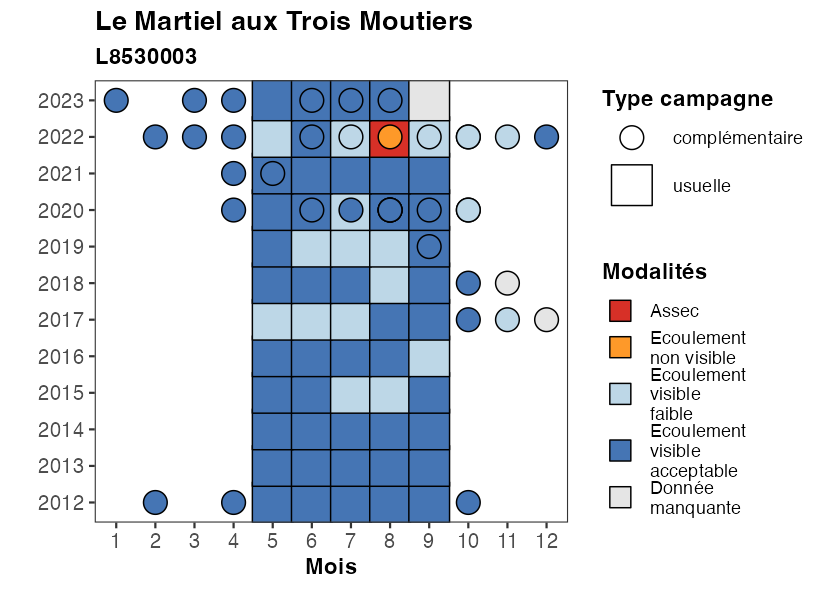 Le Martiel aux Trois Moutiers
L8530003
2023
2022
2021
2020
2019
2018
2017
2016
2015
2014
2013
2012
1 2 3 4 5 6 7 8 9 10 11 12
Mois
Type campagne
complémentaire
usuelle
Modalités
Assec
Ecoulement
non visible
Ecoulement
visible
faible
Ecoulement
visible
acceptable
Donnée
manquante